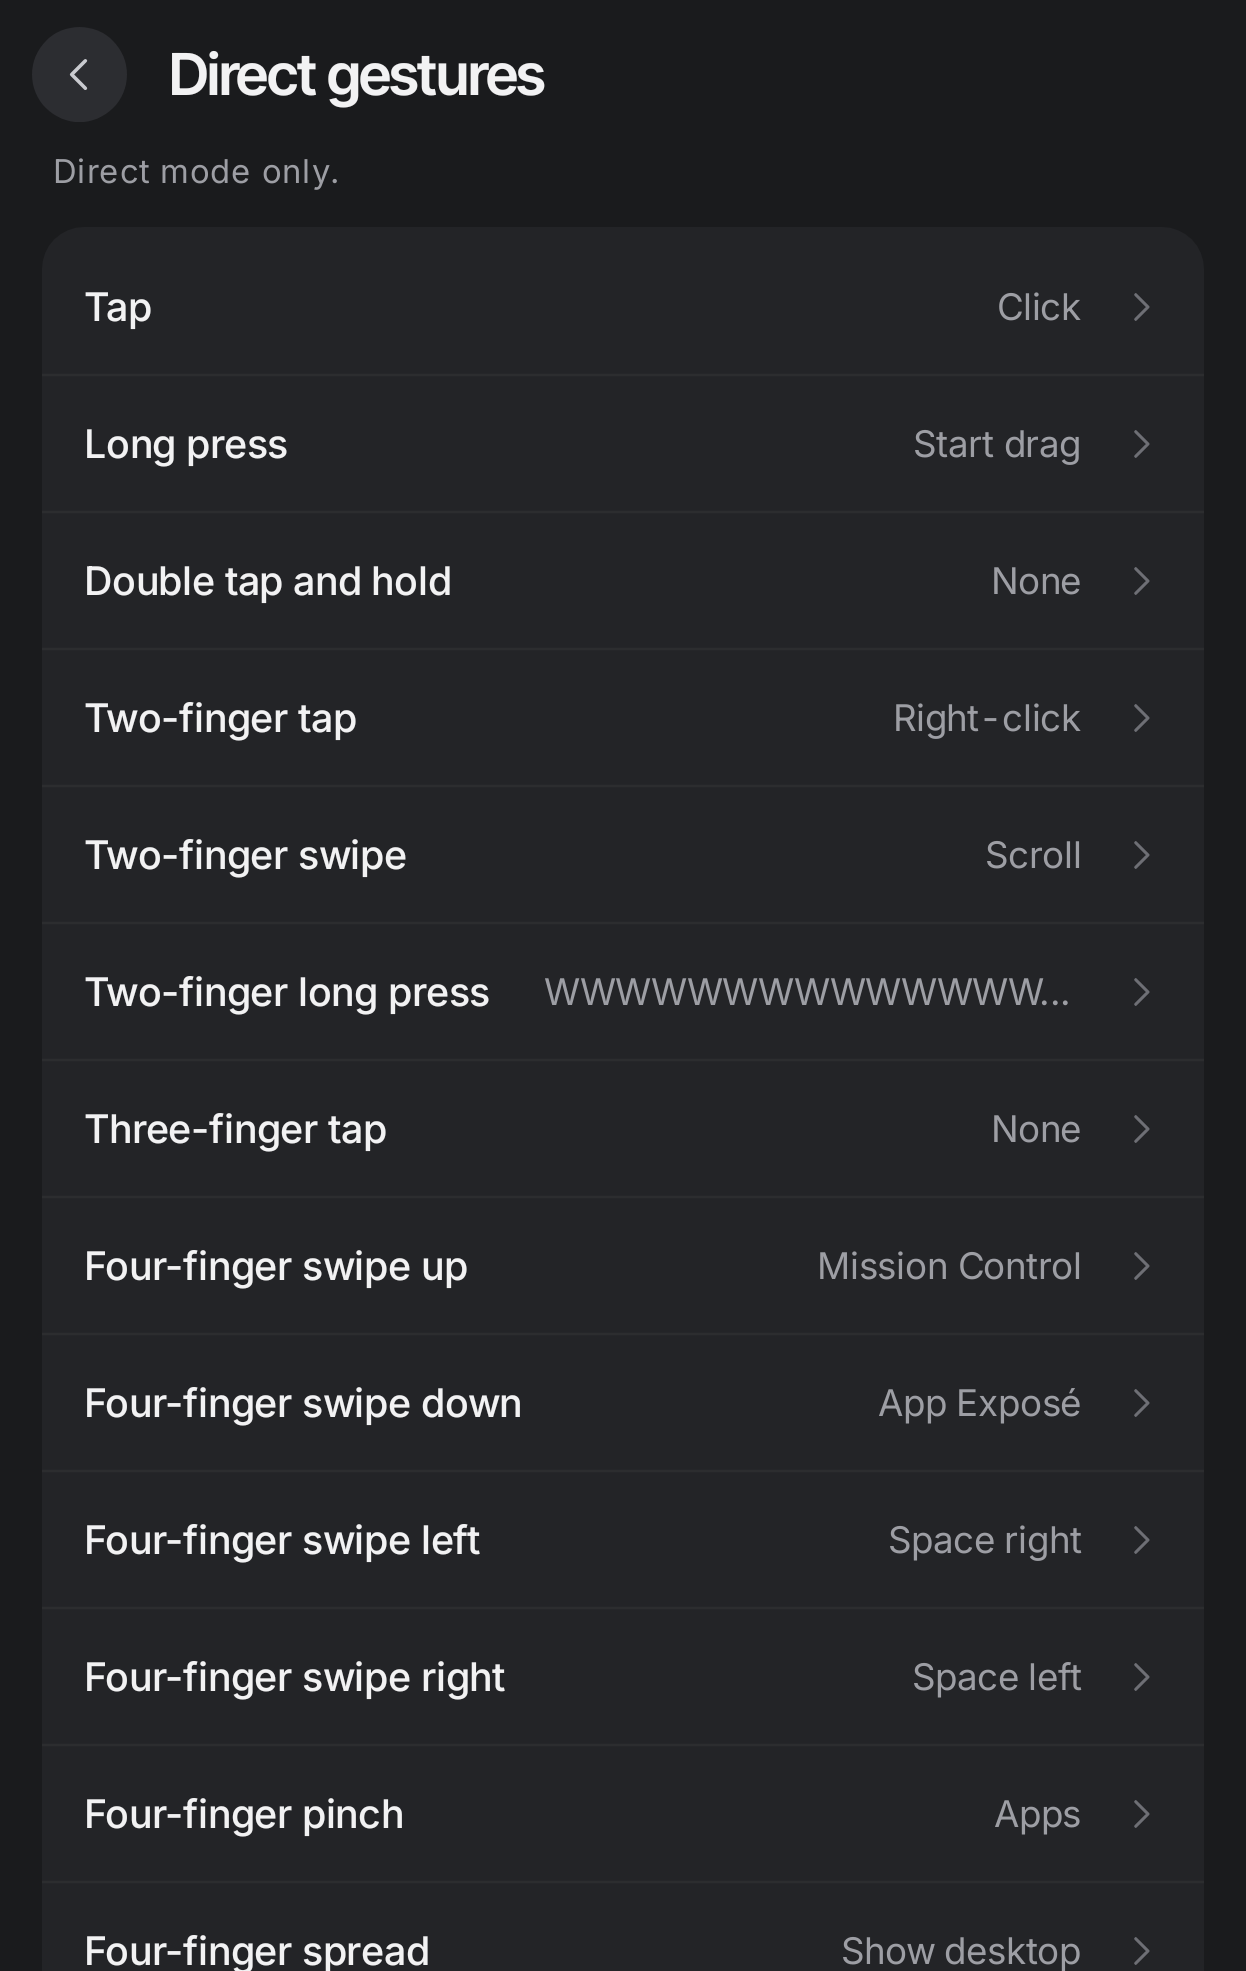 Direct gestures
Direct mode only.
Tap Click
Long press Start drag
Double tap and hold None
Two-finger tap Right-click
Two-finger swipe Scroll
Two-finger long press WWWWWWWWWWWWWW...
Three-finger tap None
Four-finger swipe up Mission Control
Four-finger swipe down App Exposé
Four-finger swipe left Space right
Four-finger swipe right Space left
Four-finger pinch Apps
Four-finger spread Show desktop